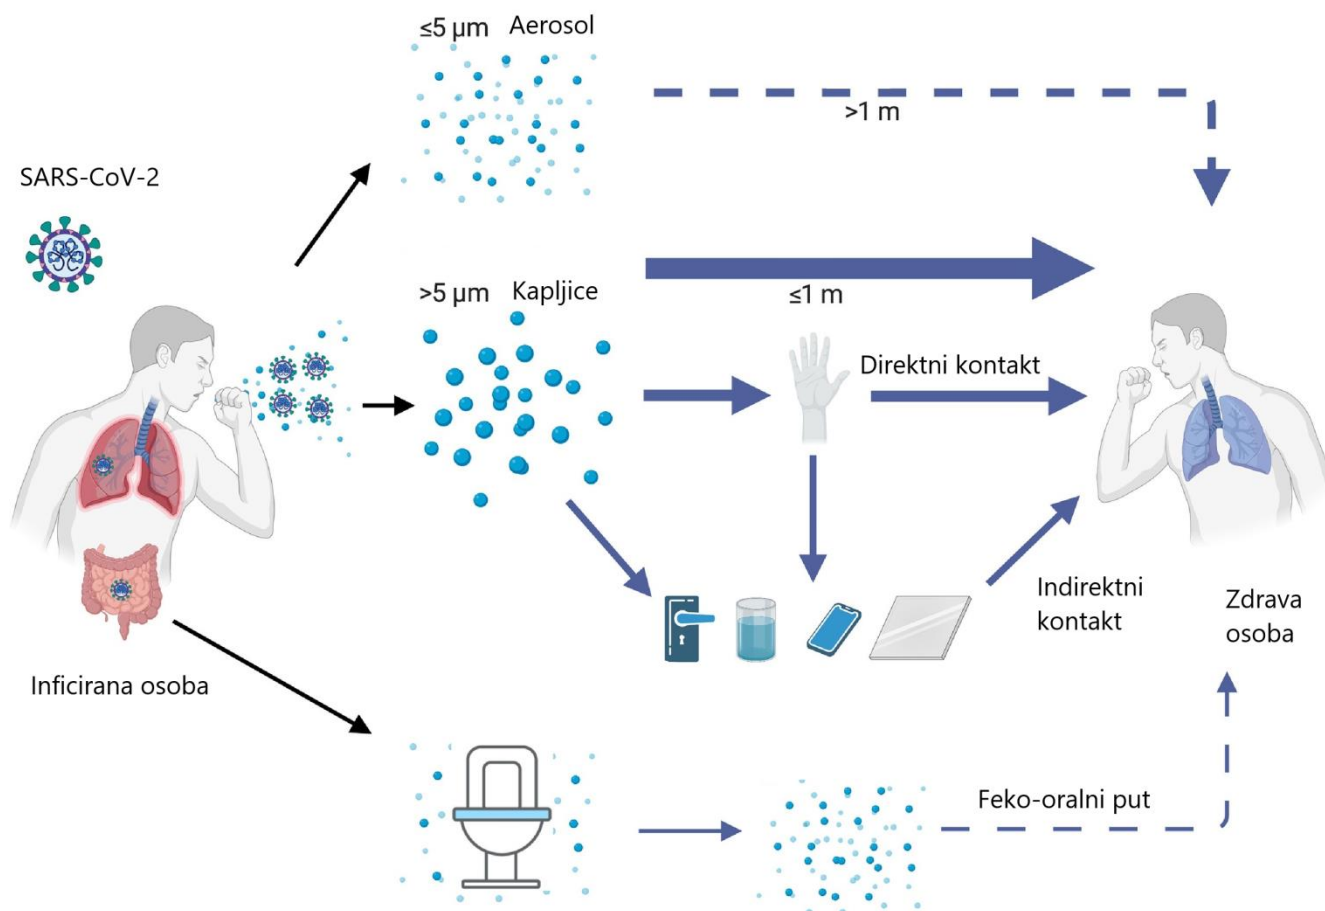 ≤5 µm Aerosol
>1 m
SARS-CoV-2
>5 µm Kapljice
≤1 m
Direktni kontakt
Indirektni
kontakt
Zdrava
osoba
Inficirana osoba
Feko-oralni put